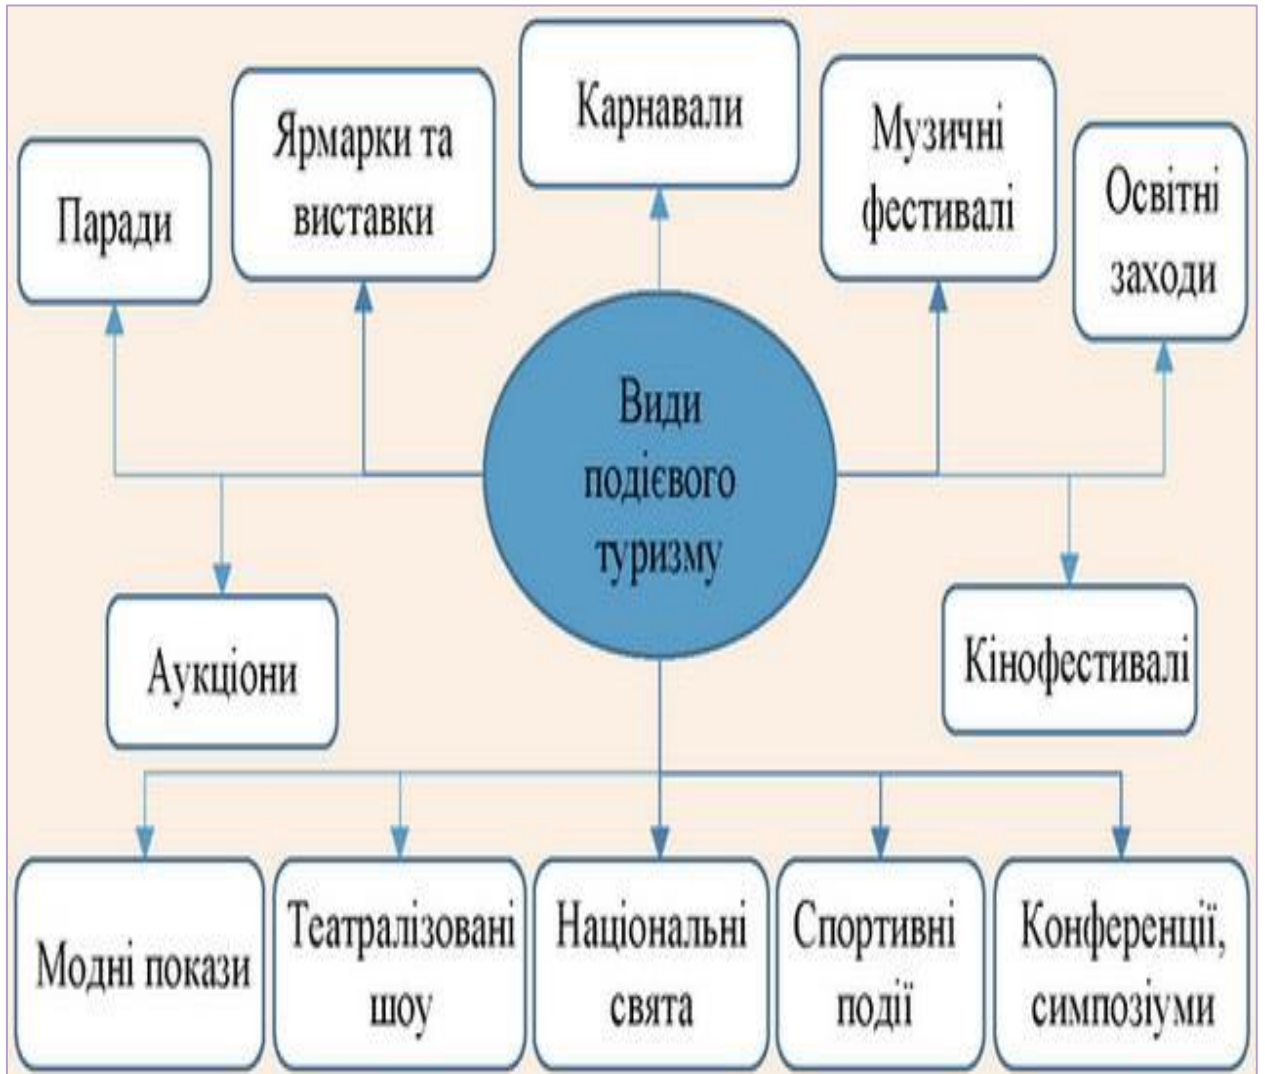 Карнавали
Ярмарки та
виставки
Музичні
фестивалі
Паради
Освітні
заходи
Види
подієвого
туризму
Аукціони
Кінофестивалі
Модні покази
Театралізовані
шоу
Національні
свята
Спортивні
події
Конференції,
симпозіуми